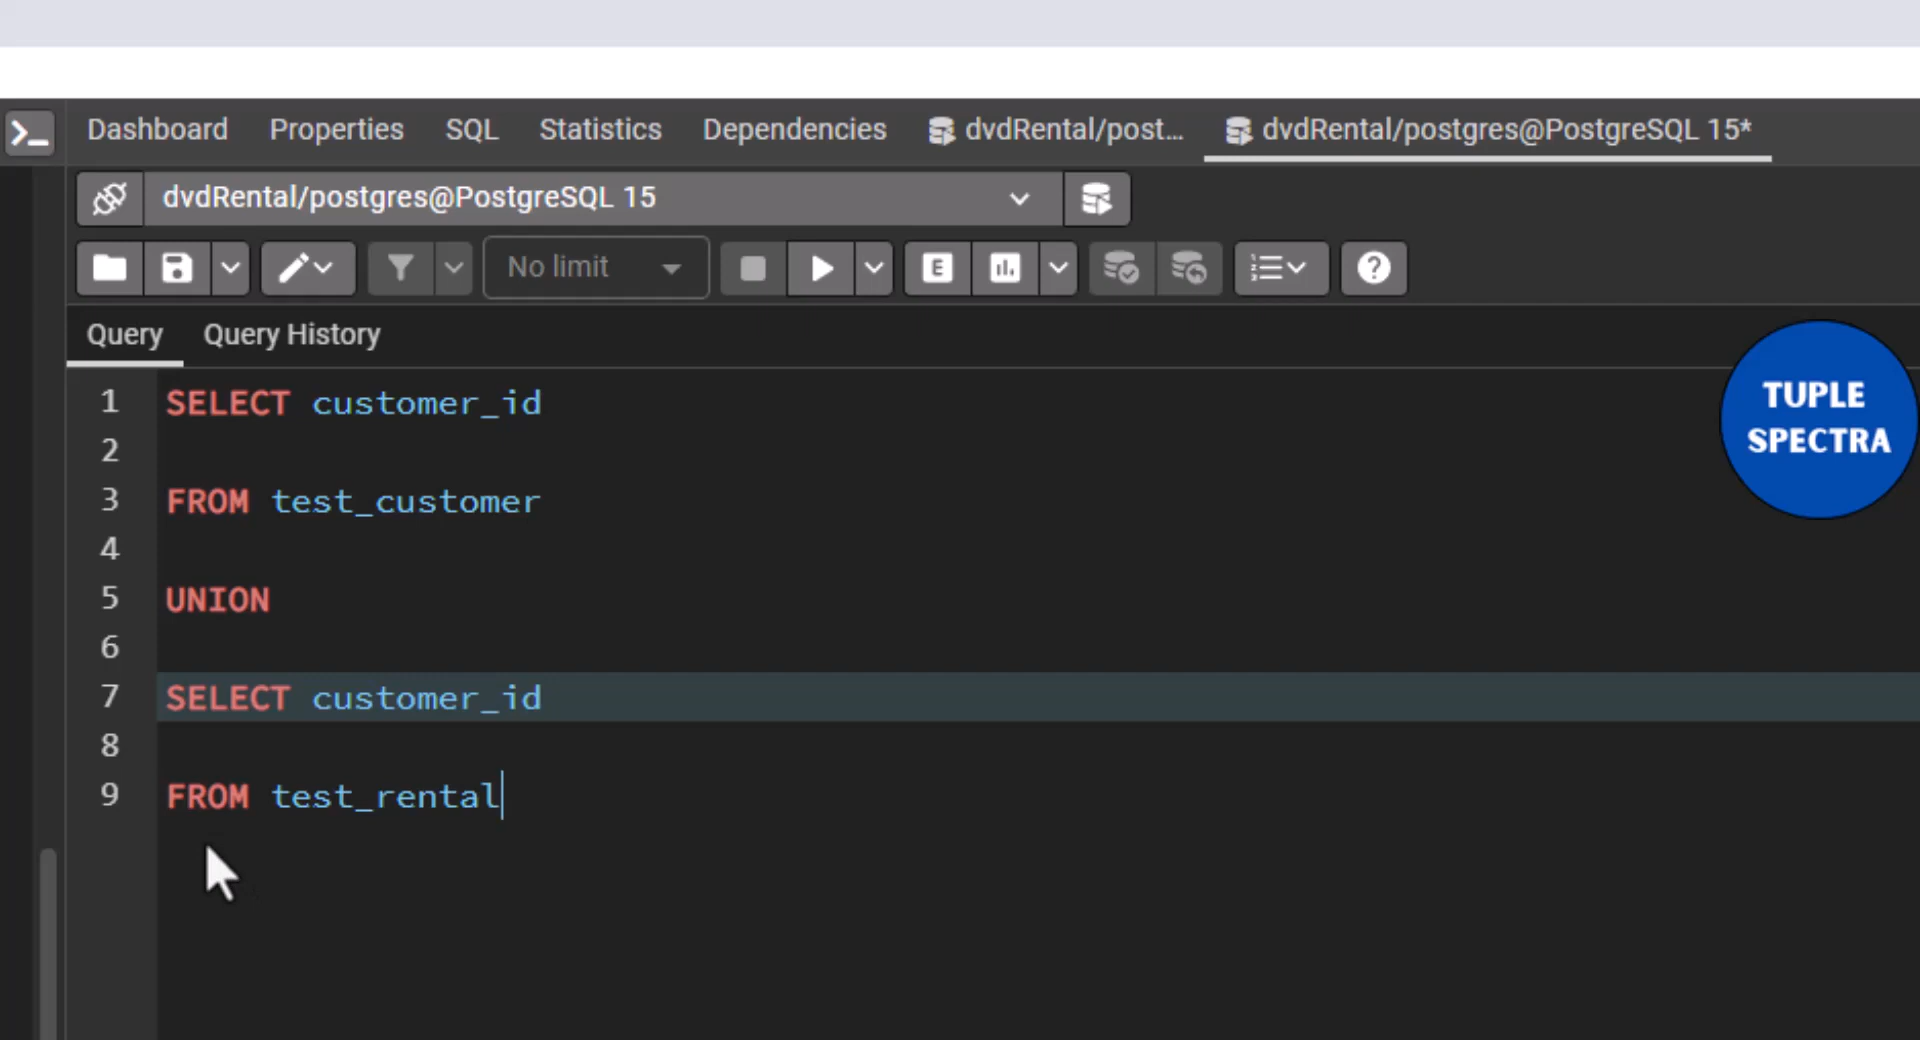 Dashboard Properties SQL Statistics Dependencies dvdRental/post... dvdRental/postgres@PostgreSQL 15*
dvdRental/postgres@PostgreSQL 15
No limit E
Query Query History
1 SELECT customer_id
2
3 FROM test_customer
4
5 UNION
6
7 SELECT customer_id
8
9 FROM test_rental
TUPLE
SPECTRA